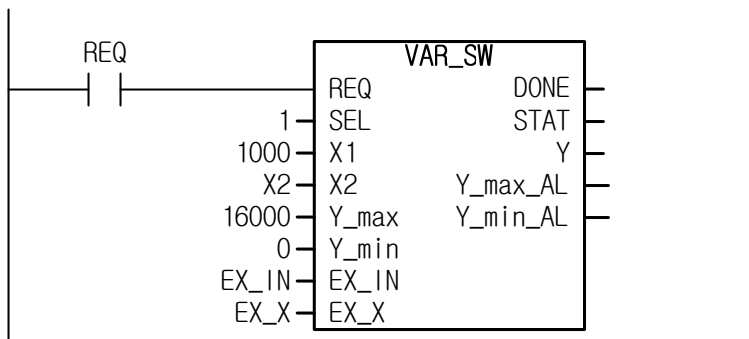 REQ
VAR_SW
REQ DONE
1 SEL STAT
1000 X1 Y
X2 X2 Y_max_AL
16000 Y_max Y_min_AL
0 Y_min
EX_IN EX_IN
EX_X EX_X